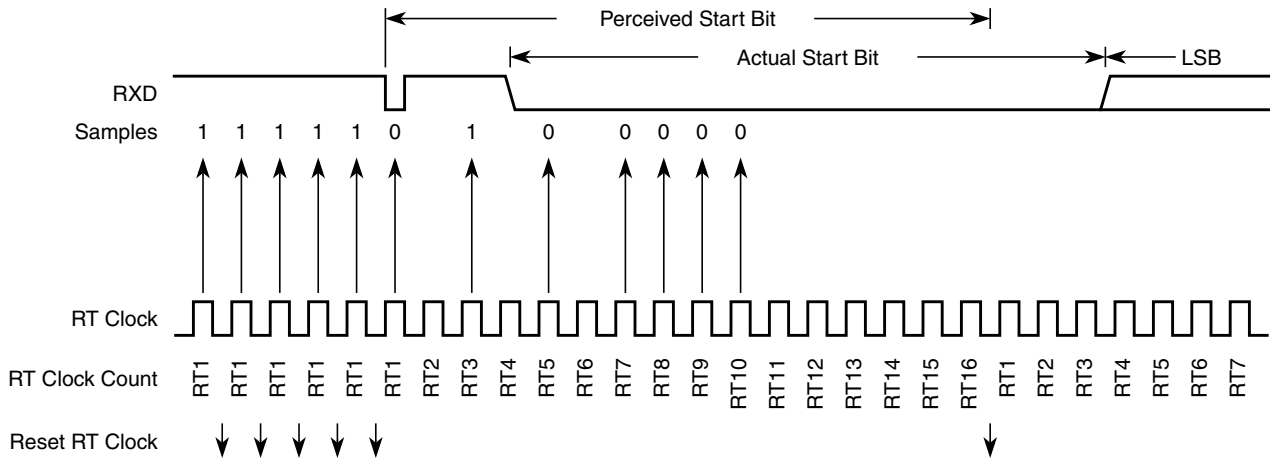 Perceived Start Bit
Actual Start Bit
LSB
RXD
Samples 1 1 1 1 1 0 1 0 0 0 0 0
RT Clock
RT Clock Count RT1 RT1 RT1 RT1 RT1 RT1 RT2 RT3 RT4 RT5 RT6 RT7 RT8 RT9 RT10 RT11 RT12 RT13 RT14 RT15 RT16 RT1 RT2 RT3 RT4 RT5 RT6 RT7
Reset RT Clock